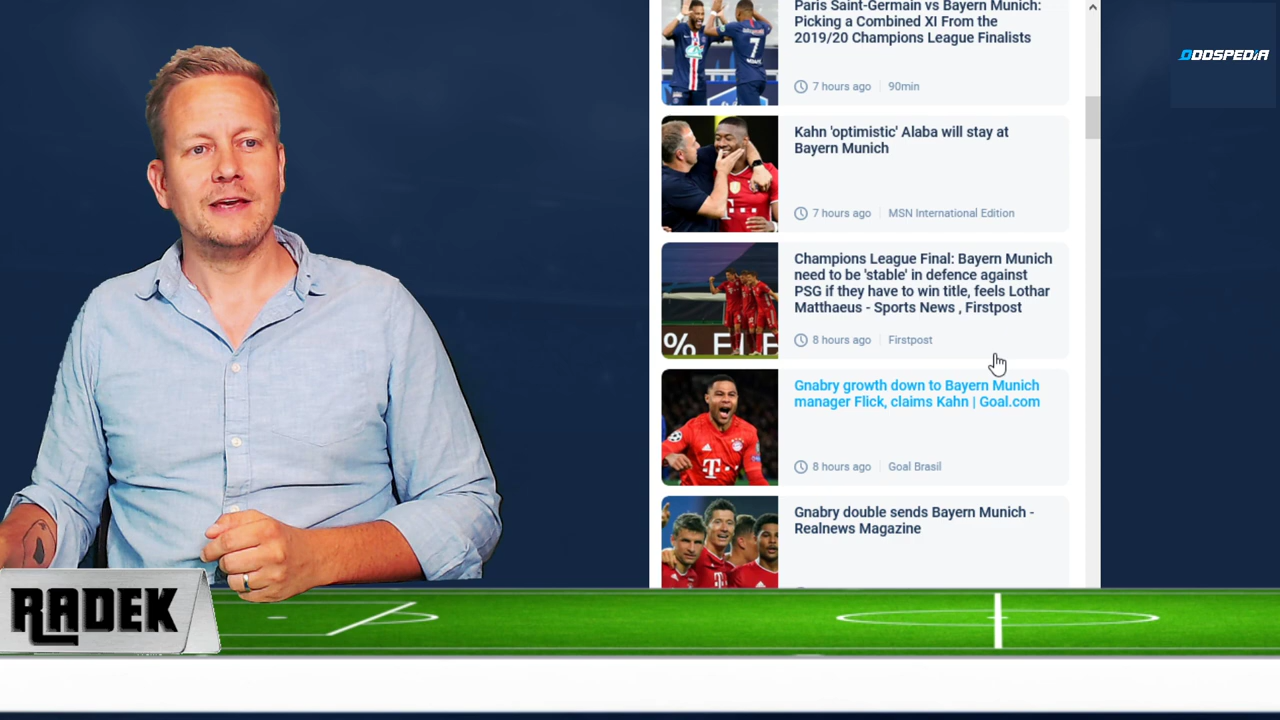 Paris Saint-Germain vs Bayern Munich:
Picking a Combined XI From the
2019/20 Champions League Finalists
7 hours ago
90min
ODDSPEDIA
Kahn 'optimistic' Alaba will stay at
Bayern Munich
7 hours ago
MSN International Edition
Champions League Final: Bayern Munich
need to be 'stable' in defence against
PSG if they have to win title, feels Lothar
Matthaeus - Sports News , Firstpost
8 hours ago
Firstpost
Gnabry growth down to Bayern Munich
manager Flick, claims Kahn | Goal.com
8 hours ago
Goal Brasil
Gnabry double sends Bayern Munich -
Realnews Magazine
RADEK
7
T